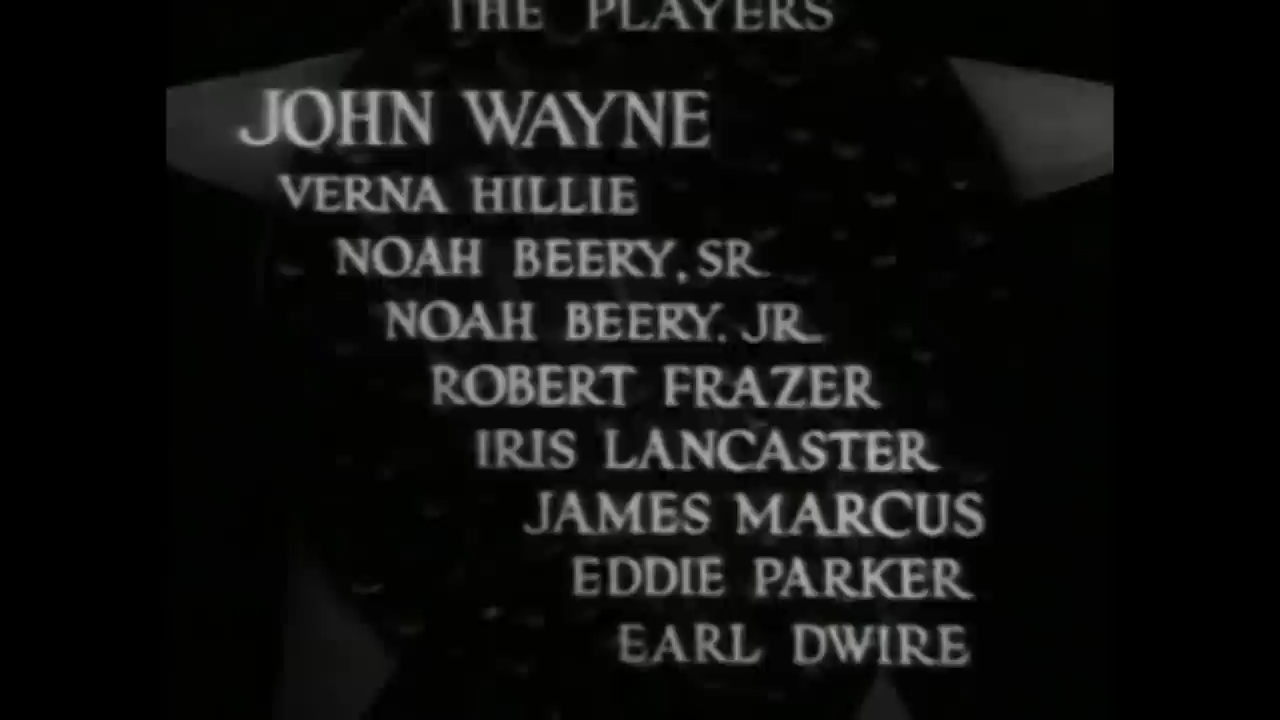 THE PLAYERS
JOHN WAYNE
VERNA HILLIE
NOAH BEERY, SR.
NOAH BEERY. JR.
ROBERT FRAZER
IRIS LANCASTER
JAMES MARCUS
EDDIE PARKER
EARL DWIRE